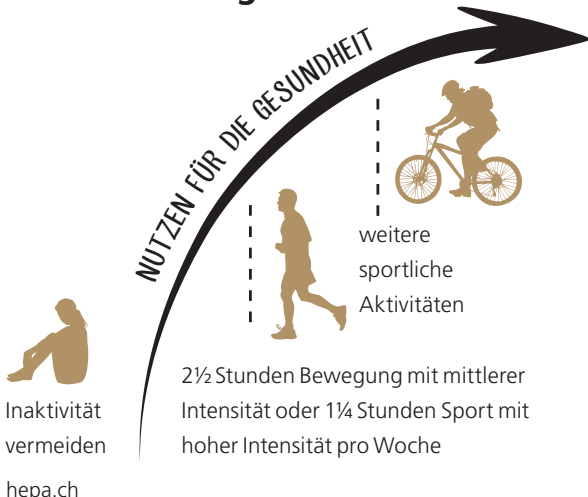 NUTZEN FÜR DIE GESUNDHEIT
weitere
sportliche
Aktivitäten
Inaktivität
vermeiden
2½ Stunden Bewegung mit mittlerer
Intensität oder 1¼ Stunden Sport mit
hoher Intensität pro Woche
hepa.ch